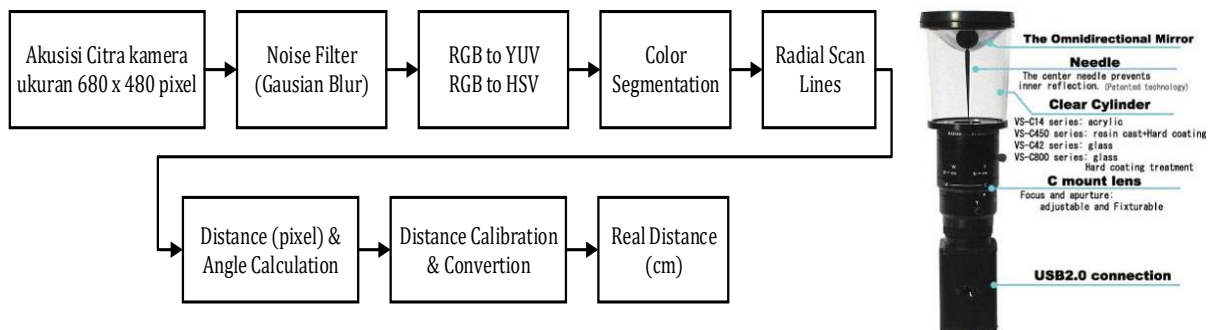 Akusisi Citra kamera
ukuran 680 x 480 pixel
Noise Filter
(Gausian Blur)
RGB to YUV
RGB to HSV
Color
Segmentation
Radial Scan
Lines
Distance (pixel) &
Angle Calculation
Distance Calibration
& Convertion
Real Distance
(cm)
The Omnidirectional Mirror
Needle
The center needle prevents
inner reflection. (Patented technology)
Clear Cylinder
VS-C14 series: acrylic
VS-C450 series: resin cast+Hard coating
VS-C42 series: glass
VS-C800 series: glass
Hard coating treatment
C mount lens
Focus and apurture:
adjustable and Fixturable
USB2.0 connection